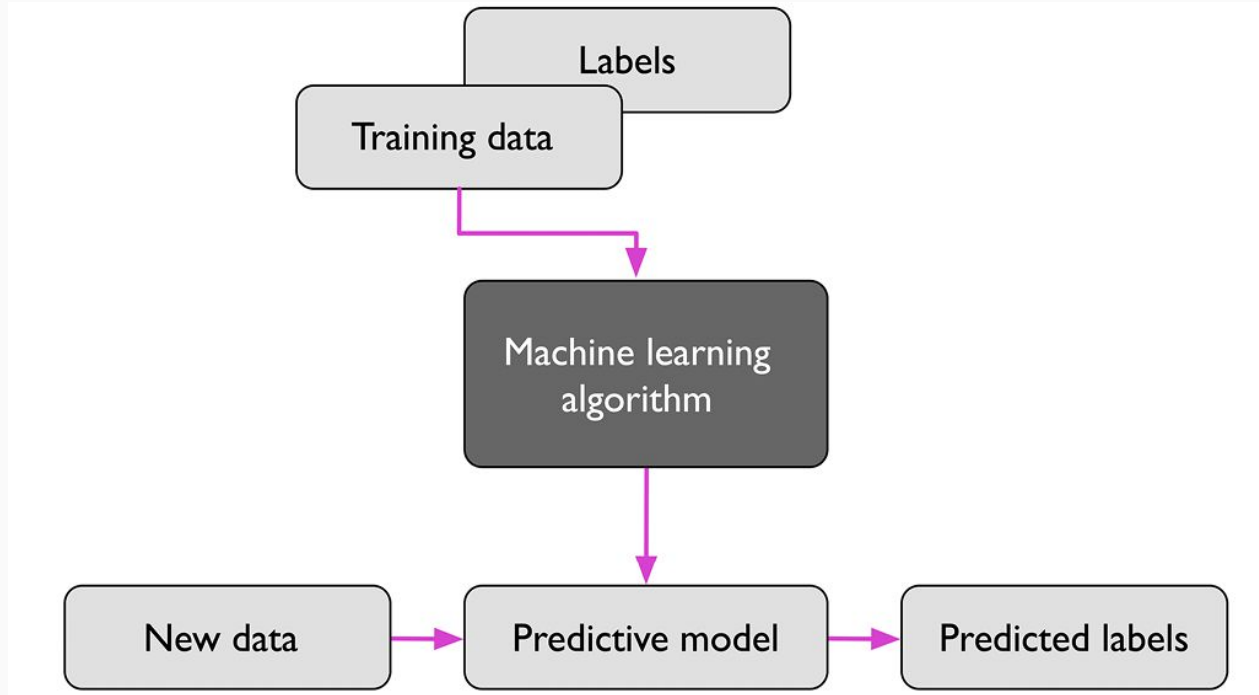 Labels
Training data
Machine learning
algorithm
New data
Predictive model
Predicted labels